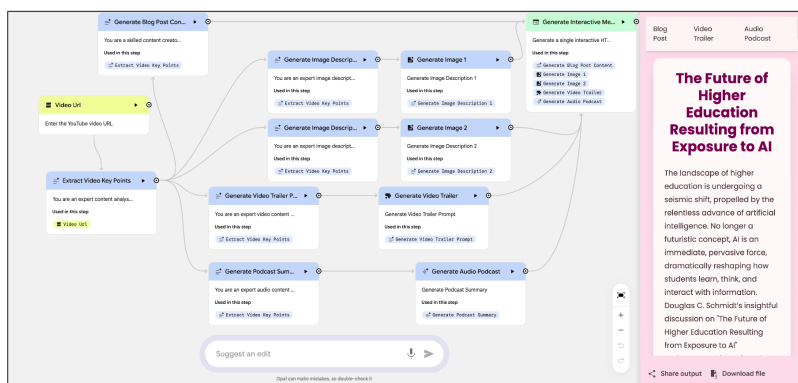 Generate Blog Post Con...
You are a skilled content creato...
Used in this step
Extract Video Key Points
Video Url
Enter the YouTube video URL
Extract Video Key Points
You are an expert content analys...
Used in this step
Video Url
Generate Image Descrip...
You are an expert image descript...
Used in this step
Extract Video Key Points
Generate Image 1
Generate Image Description 1
Used in this step
Generate Image Description 1
Generate Image Descrip...
You are an expert image descript...
Used in this step
Extract Video Key Points
Generate Image 2
Generate Image Description 2
Used in this step
Generate Image Description 2
Generate Video Trailer P...
You are an expert video content ...
Used in this step
Extract Video Key Points
Generate Video Trailer
Generate Video Trailer Prompt
Used in this step
Generate Video Trailer Prompt
Generate Podcast Sum...
You are an expert audio content ...
Used in this step
Extract Video Key Points
Generate Audio Podcast
Generate Podcast Summary
Used in this step
Generate Podcast Summary
Generate Interactive Me...
Generate a single interactive HT...
Used in this step
Generate Blog Post Content
Generate Image 1
Generate Image 2
Generate Video Trailer
Generate Audio Podcast
Suggest an edit
Opal can make mistakes, so double-check it
Blog Post
Video Trailer
Audio Podcast
The Future of
Higher
Education
Resulting from
Exposure to AI
The landscape of higher
education is undergoing a
seismic shift, propelled by the
relentless advance of artificial
intelligence. No longer a
futuristic concept, AI is an
immediate, pervasive force,
dramatically reshaping how
students learn, think, and
interact with information.
Douglas C. Schmidt's insightful
discussion on "The Future of
Higher Education Resulting
from Exposure to AI"
Share output
Download file